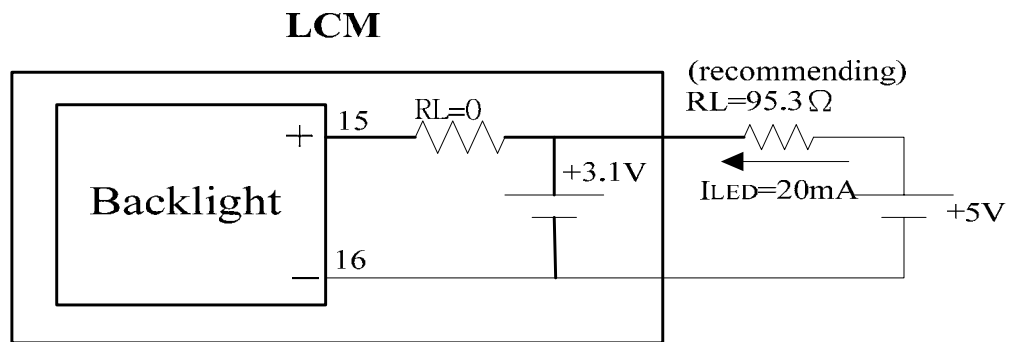 LCM
(recommending)
RL=95.3Ω
15
RL=0
+
+3.1V
ILED=20mA
Backlight
+5V
16
−